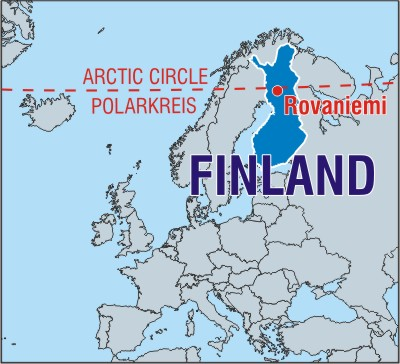 ARCTIC CIRCLE
POLARKREIS
Rovaniemi
FINLAND